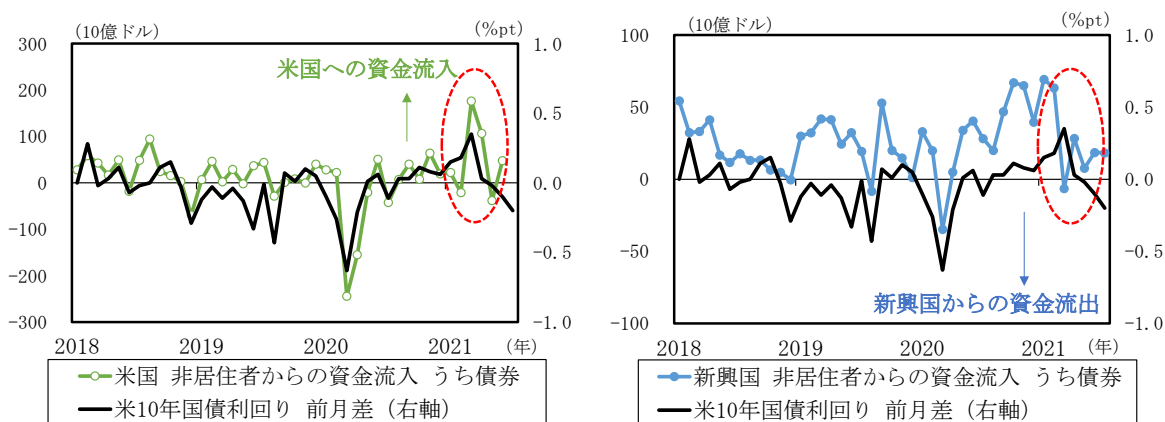 (10億ドル)
(%pt)
300
200
100
0
-100
-200
-300
1.0
0.5
0.0
-0.5
-1.0
米国への資金流入
2018
2019
2020
2021
(年)
米国 非居住者からの資金流入 うち債券
米10年国債利回り 前月差（右軸）
(10億ドル)
(%pt)
100
50
0
-50
-100
1.0
0.5
0.0
-0.5
-1.0
新興国からの資金流出
2018
2019
2020
2021
(年)
新興国 非居住者からの資金流入 うち債券
米10年国債利回り 前月差（右軸）